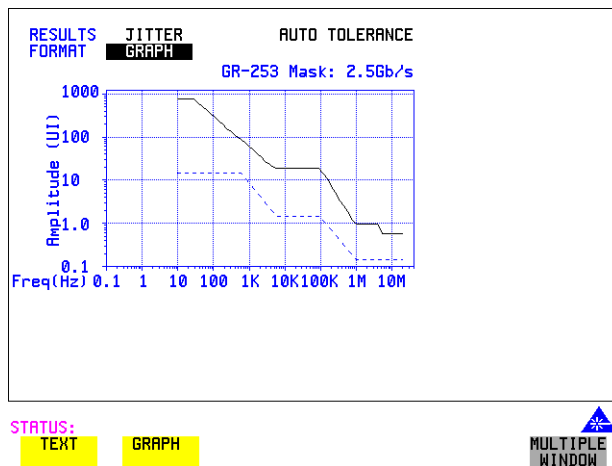 RESULTS JITTER AUTO TOLERANCE
FORMAT GRAPH
GR-253 Mask: 2.5Gb/s
1000
100
10
1.0
0.1
Amplitude (UI)
Freq(Hz) 0.1 1 10 100 1K 10K 100K 1M 10M
STATUS:
TEXT GRAPH
MULTIPLE
WINDOW